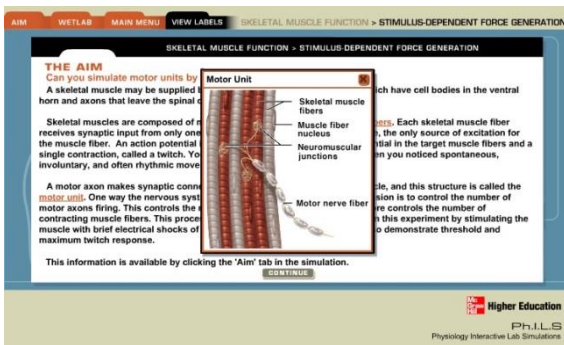 AIM WETLAB MAIN MENU VIEW LABELS SKELETAL MUSCLE FUNCTION > STIMULUS-DEPENDENT FORCE GENERATION
SKELETAL MUSCLE FUNCTION > STIMULUS-DEPENDENT FORCE GENERATION
THE AIM
Can you simulate motor units by
A skeletal muscle may be supplied
ich have cell bodies in the ventral
horn and axons that leave the spinal
Skeletal muscles are composed of
Each skeletal muscle fiber
receives synaptic input from only one
, the only source of excitation for
the muscle fiber. An action potential
tial in the target muscle fibers and a
single contraction, called a twitch.
en you noticed spontaneous,
involuntary, and often rhythmic
A motor axon makes synaptic
cle, and this structure is called the
motor unit. One way the nervous
sion is to control the number of
motor axons firing. This controls the
re controls the number of
contracting muscle fibers. This
n this experiment by stimulating the
muscle with brief electrical shocks of
o demonstrate threshold and
maximum twitch response.
This information is available by clicking the 'Aim' tab in the simulation.
CONTINUE
Motor Unit
Skeletal muscle
fibers
Muscle fiber
nucleus
Neuromuscular
junctions
Motor nerve fiber
Mc
Graw
Hill
Higher Education
Ph.I.L.S
Physiology Interactive Lab Simulations